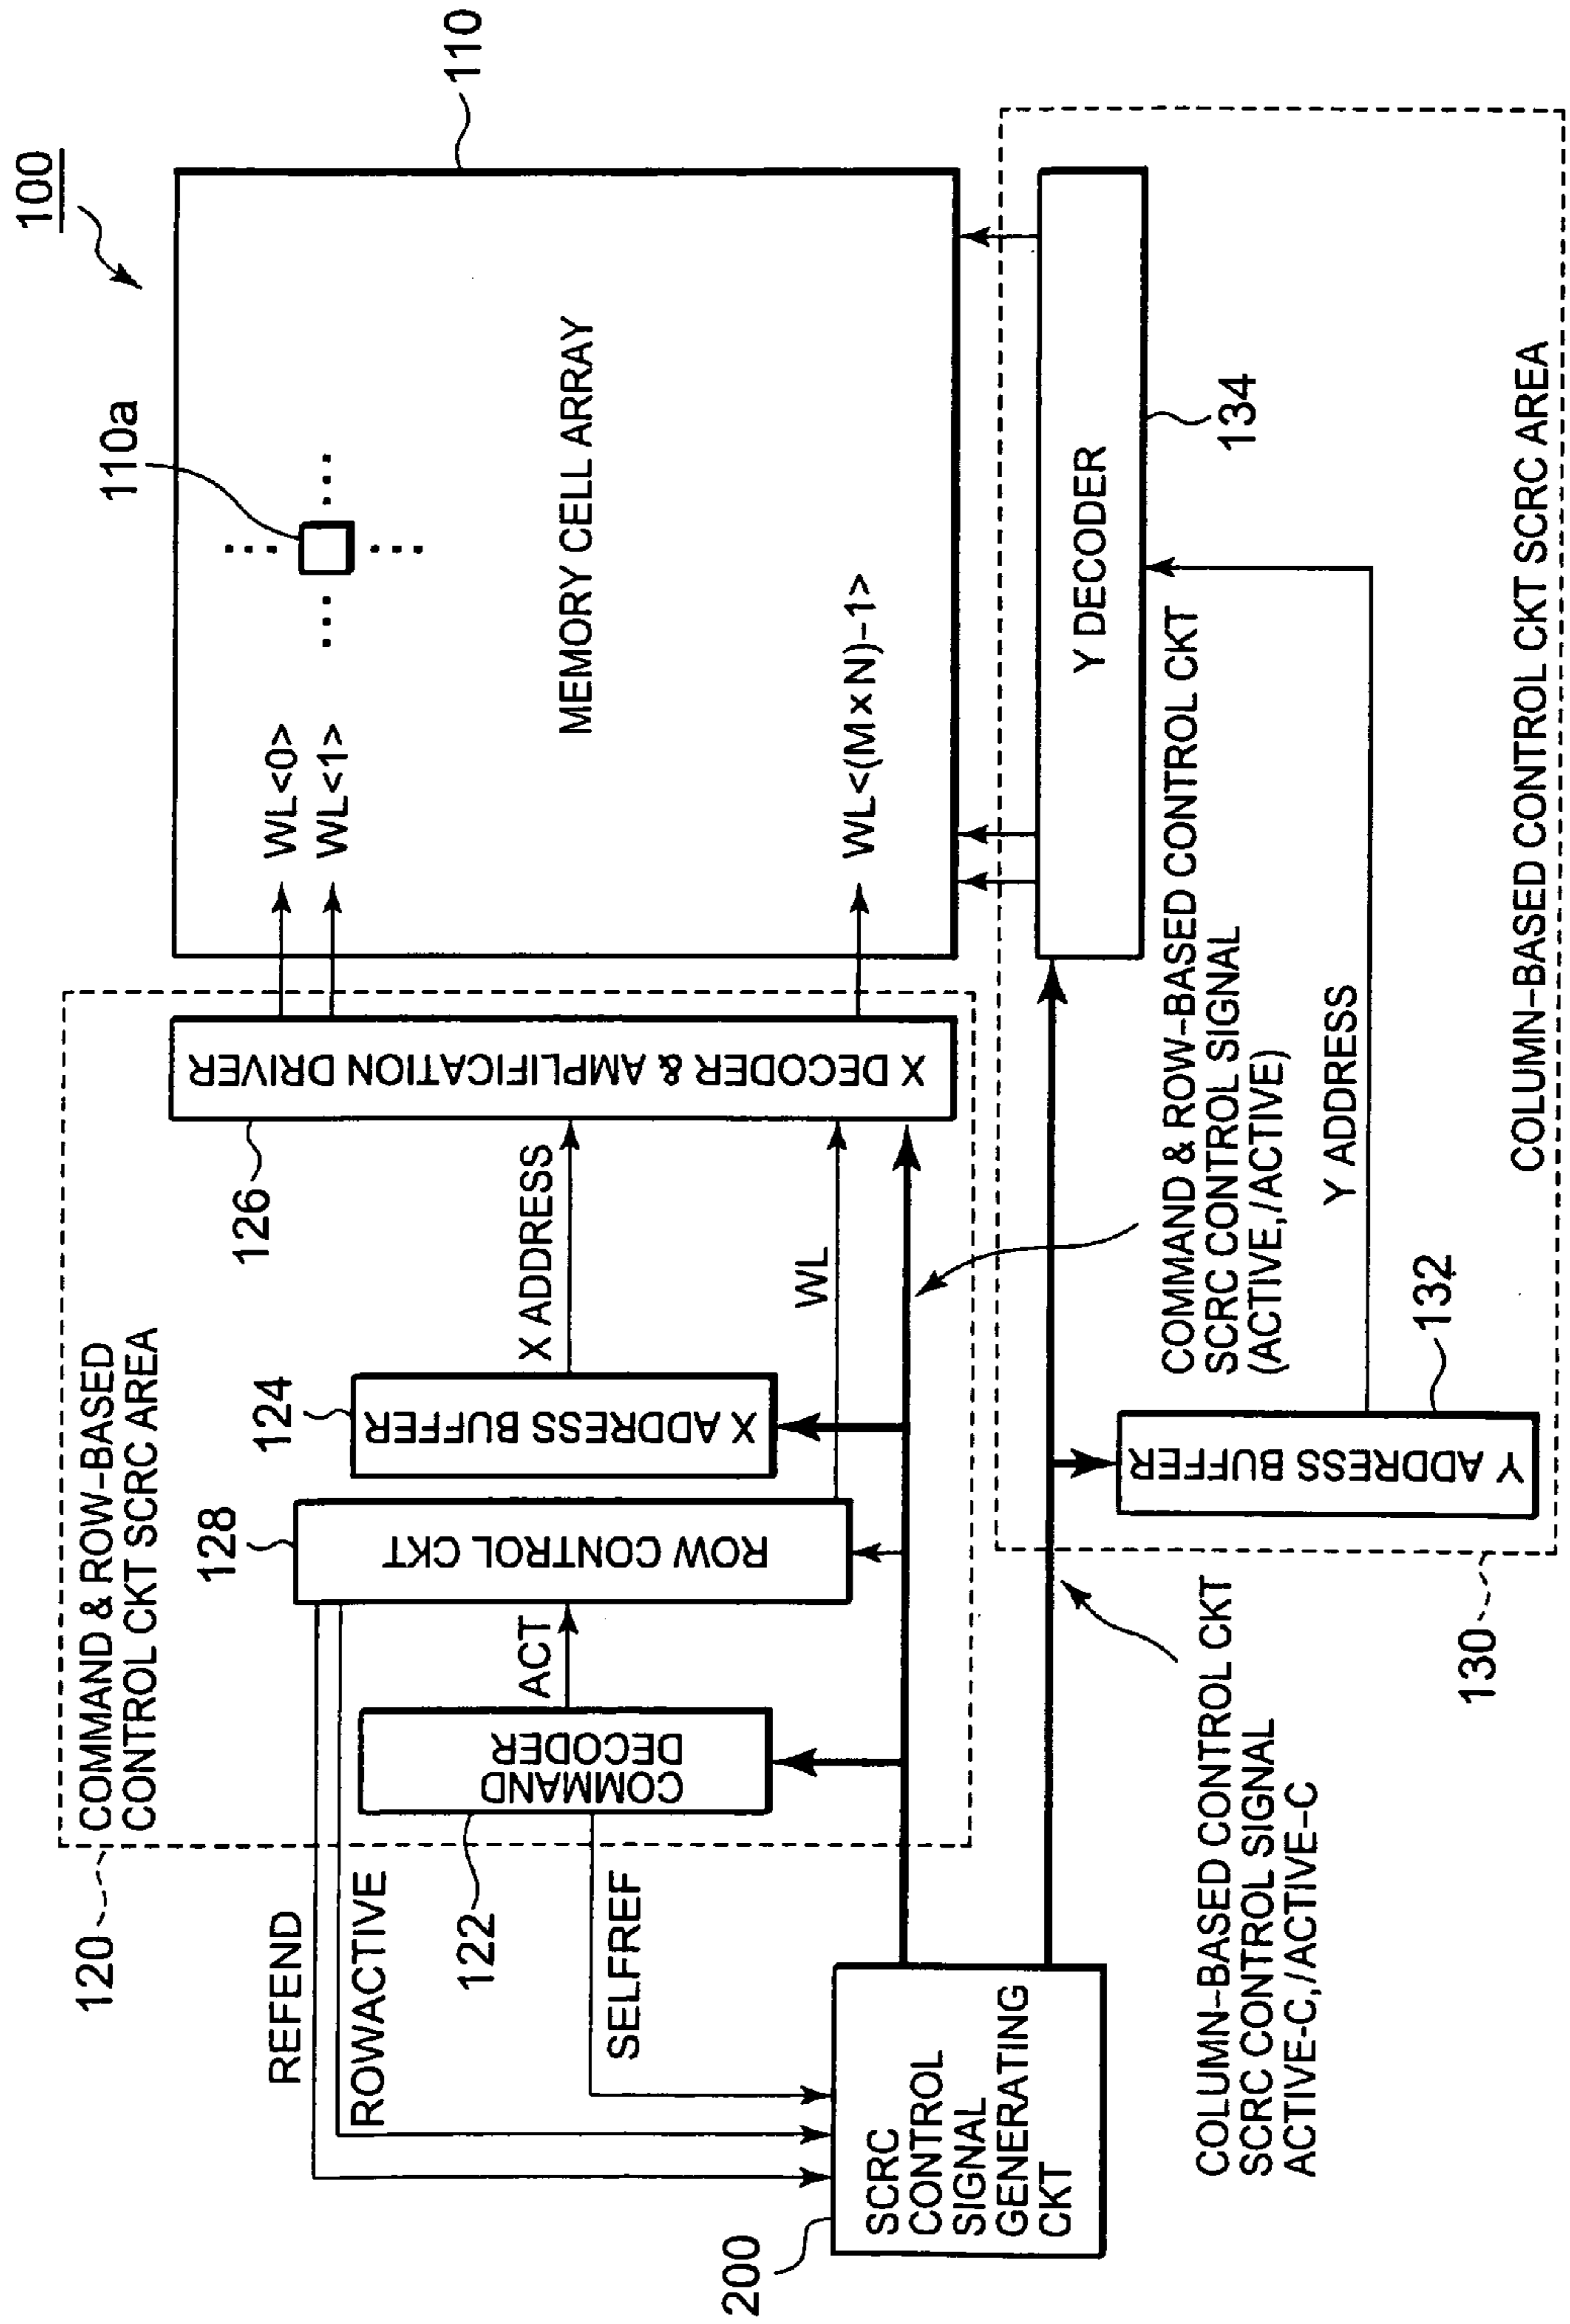 100
110
110a
WL<0>
WL<1>
WL<(M×N)-1>
MEMORY CELL ARRAY
120
COMMAND & ROW-BASED
CONTROL CKT SCRC AREA
REFEND
ROWACTIVE
SELFREF
122
COMMAND
DECODER
ACT
128
ROW CONTROL CKT
124
X ADDRESS BUFFER
X ADDRESS
WL
126
X DECODER & AMPLIFICATION DRIVER
200
SCRC
CONTROL
SIGNAL
GENERATING
CKT
COLUMN-BASED CONTROL CKT
SCRC CONTROL SIGNAL
ACTIVE-C,/ACTIVE-C
COMMAND & ROW-BASED CONTROL CKT
SCRC CONTROL SIGNAL
(ACTIVE,/ACTIVE)
130
132
Y ADDRESS BUFFER
Y ADDRESS
Y DECODER
134
COLUMN-BASED CONTROL CKT SCRC AREA